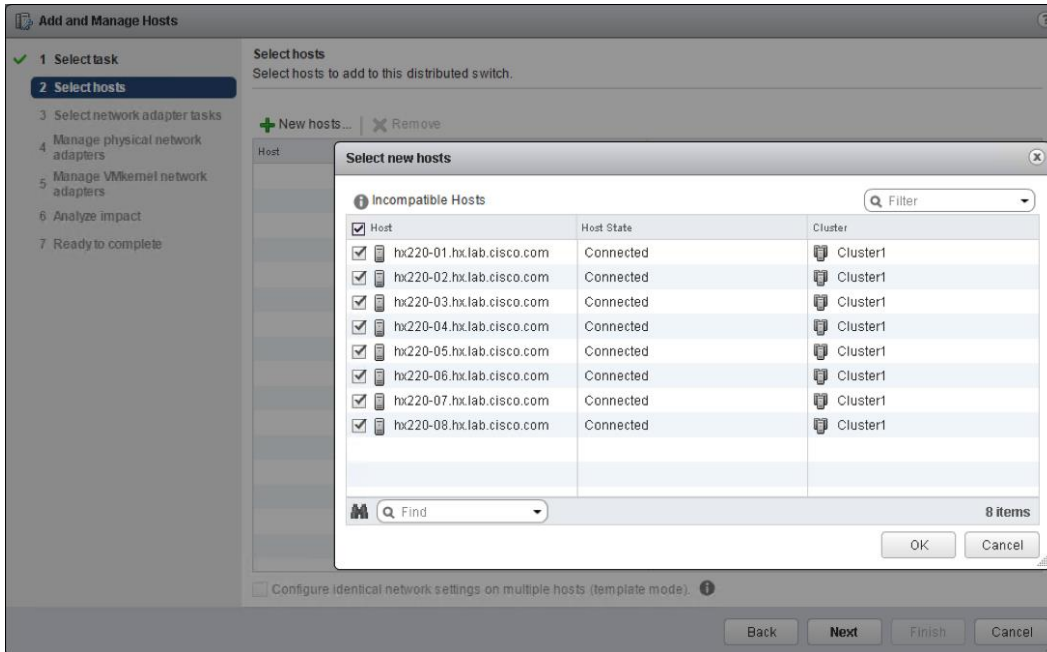 Add and Manage Hosts
1 Select task
2 Select hosts
3 Select network adapter tasks
4 Manage physical network adapters
5 Manage VMkernel network adapters
6 Analyze impact
7 Ready to complete
Select hosts
Select hosts to add to this distributed switch.
New hosts... Remove
Host
Select new hosts
Incompatible Hosts
Filter
Host Host State Cluster
hx220-01.hx.lab.cisco.com Connected Cluster1
hx220-02.hx.lab.cisco.com Connected Cluster1
hx220-03.hx.lab.cisco.com Connected Cluster1
hx220-04.hx.lab.cisco.com Connected Cluster1
hx220-05.hx.lab.cisco.com Connected Cluster1
hx220-06.hx.lab.cisco.com Connected Cluster1
hx220-07.hx.lab.cisco.com Connected Cluster1
hx220-08.hx.lab.cisco.com Connected Cluster1
Find 8 items
OK Cancel
Configure identical network settings on multiple hosts (template mode).
Back Next Finish Cancel